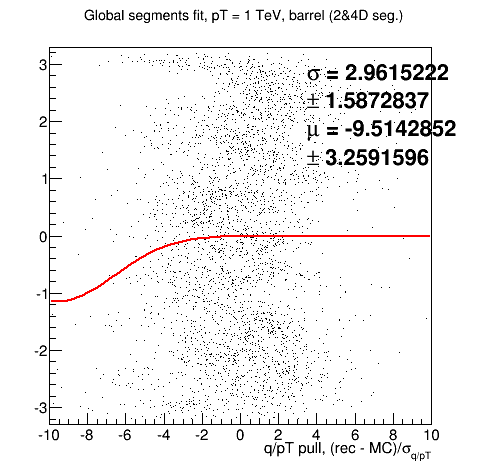 Global segments fit, pT = 1 TeV, barrel (2&4D seg.)
σ = 2.9615222
± 1.5872837
μ = -9.5142852
± 3.2591596
3
2
1
0
-1
-2
-3
-10 -8 -6 -4 -2 0 2 4 6 8 10
q/pT pull, (rec - MC)/σq/pT